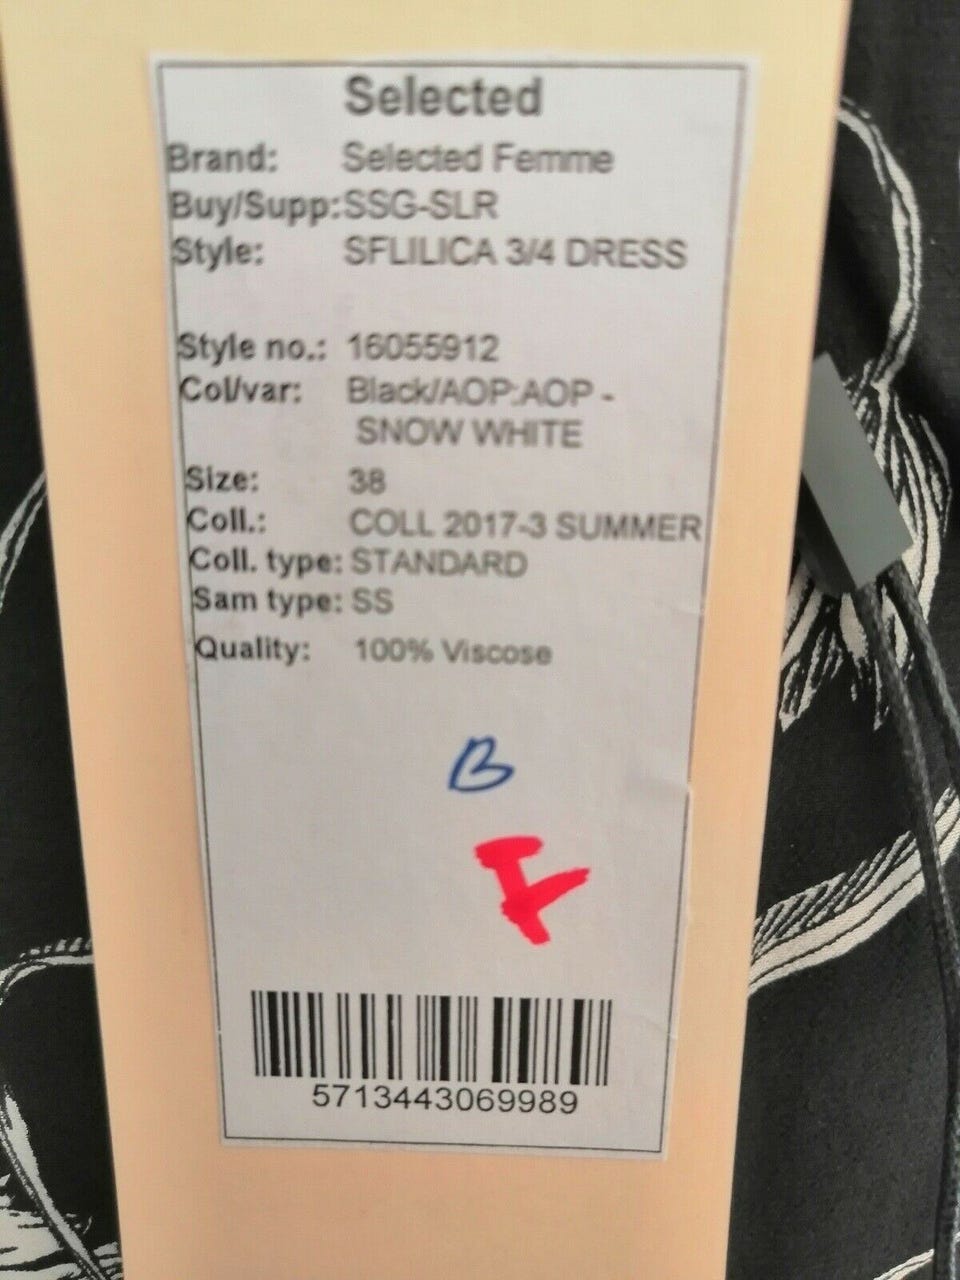 Selected
Brand: Selected Femme
Buy/Supp: SSG-SLR
Style: SFLILICA 3/4 DRESS
Style no.: 16055912
Col/var: Black/AOP:AOP -
SNOW WHITE
Size: 38
Coll.: COLL 2017-3 SUMMER
Coll. type: STANDARD
Sam type: SS
Quality: 100% Viscose
B
5713443069989